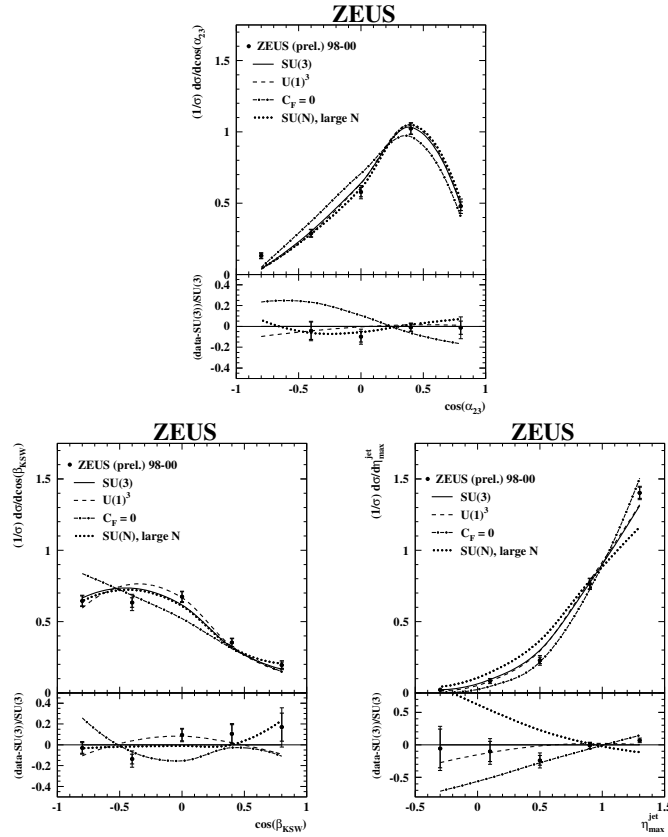 ZEUS
(1/σ) dσ/dcos(α₂₃)
ZEUS (prel.) 98-00
SU(3)
U(1)³
C_F = 0
SU(N), large N
1.5
1
0.5
0
(data-SU(3))/SU(3)
0.4
0.2
0
-0.2
-0.4
-1 -0.5 0 0.5 1
cos(α₂₃)
ZEUS
(1/σ) dσ/dcos(β_KSW)
ZEUS (prel.) 98-00
SU(3)
U(1)³
C_F = 0
SU(N), large N
1.5
1
0.5
0
(data-SU(3))/SU(3)
0.4
0.2
0
-0.2
-0.4
-1 -0.5 0 0.5 1
cos(β_KSW)
ZEUS
(1/σ) dσ/dη^jet_max
ZEUS (prel.) 98-00
SU(3)
U(1)³
C_F = 0
SU(N), large N
1.5
1
0.5
0
(data-SU(3))/SU(3)
0.5
0
-0.5
-0.5 0 0.5 1 1.5
η^jet_max